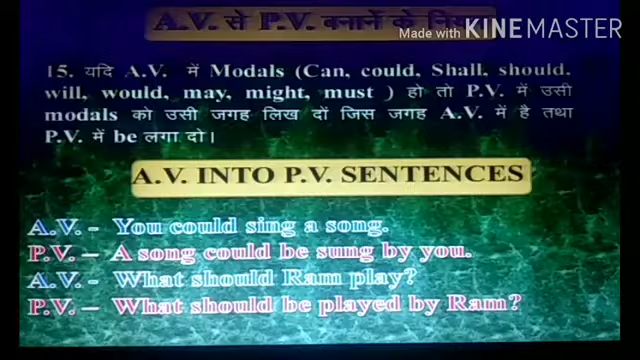 A.V. से P.V. बनानें के
Made with KINEMASTER
15. यदि A.V. में Modals (Can, could, Shall, should,
will, would, may, might, must ) हो तो P.V. में उसी
modals को उसी जगह लिख दों जिस जगह A.V. में है तथा
P.V. में be लगा दो।
A.V. INTO P.V. SENTENCES
A.V. - You could sing a song.
P.V. - A song could be sung by you.
A.V. - What should Ram play?
P.V. - What should be played by Ram?